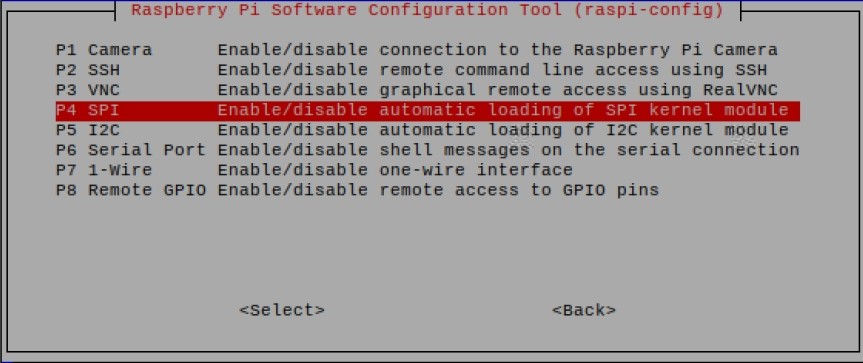 Raspberry Pi Software Configuration Tool (raspi-config)
P1 Camera Enable/disable connection to the Raspberry Pi Camera
P2 SSH Enable/disable remote command line access using SSH
P3 VNC Enable/disable graphical remote access using RealVNC
P4 SPI Enable/disable automatic loading of SPI kernel module
P5 I2C Enable/disable automatic loading of I2C kernel module
P6 Serial Port Enable/disable shell messages on the serial connection
P7 1-Wire Enable/disable one-wire interface
P8 Remote GPIO Enable/disable remote access to GPIO pins
<Select> <Back>